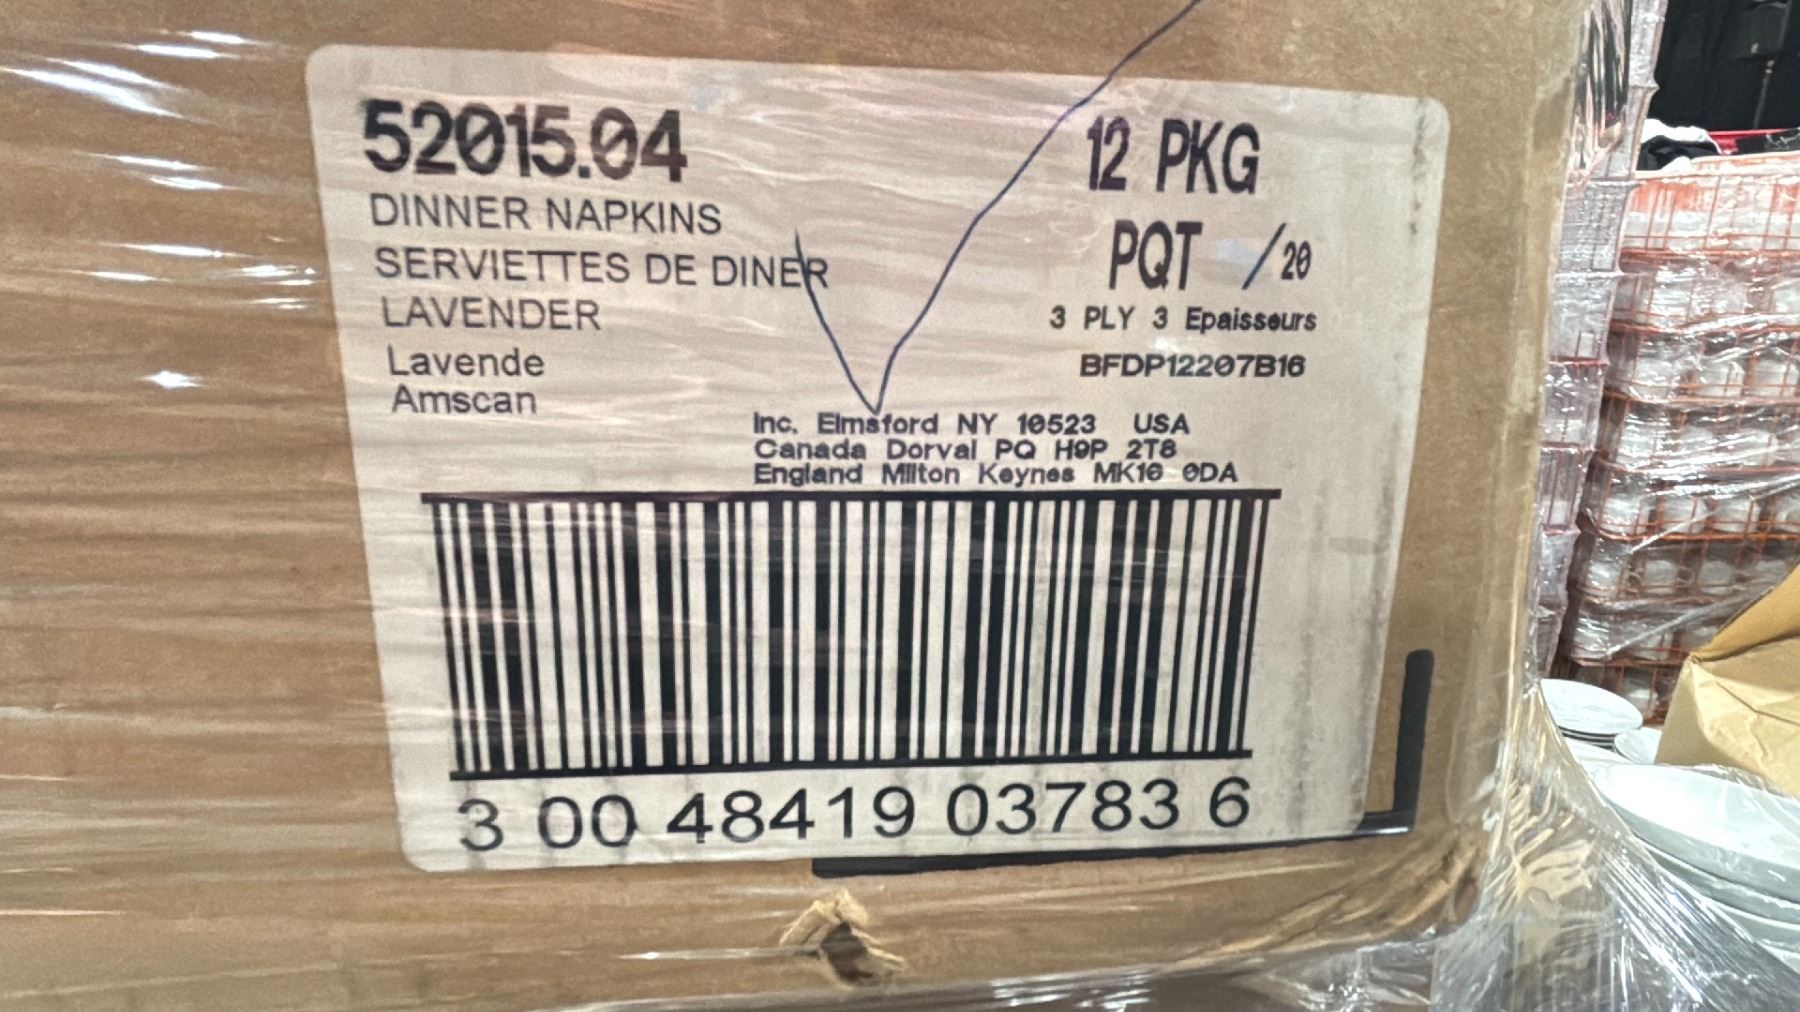 52015.04
DINNER NAPKINS
SERVIETTES DE DINER
LAVENDER
Lavende
Amscan
12 PKG
PQT /20
3 PLY 3 Epaisseurs
BFDP12207B16
Inc. Elmsford NY 10523 USA
Canada Dorval PQ H9P 2T8
England Milton Keynes MK10 0DA
3 00 48419 03783 6